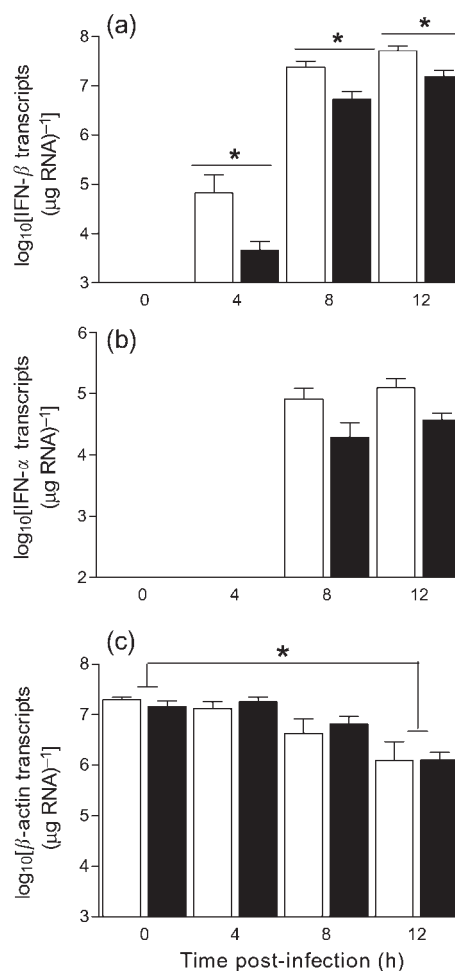 (a)
*
*
*
8
7
6
5
4
3
log₁₀[IFN-β transcripts
(μg RNA)⁻¹]
0 4 8 12
(b)
6
5
4
3
2
log₁₀[IFN-α transcripts
(μg RNA)⁻¹]
0 4 8 12
(c)
*
8
7
6
5
4
3
log₁₀[β-actin transcripts
(μg RNA)⁻¹]
0 4 8 12
Time post-infection (h)